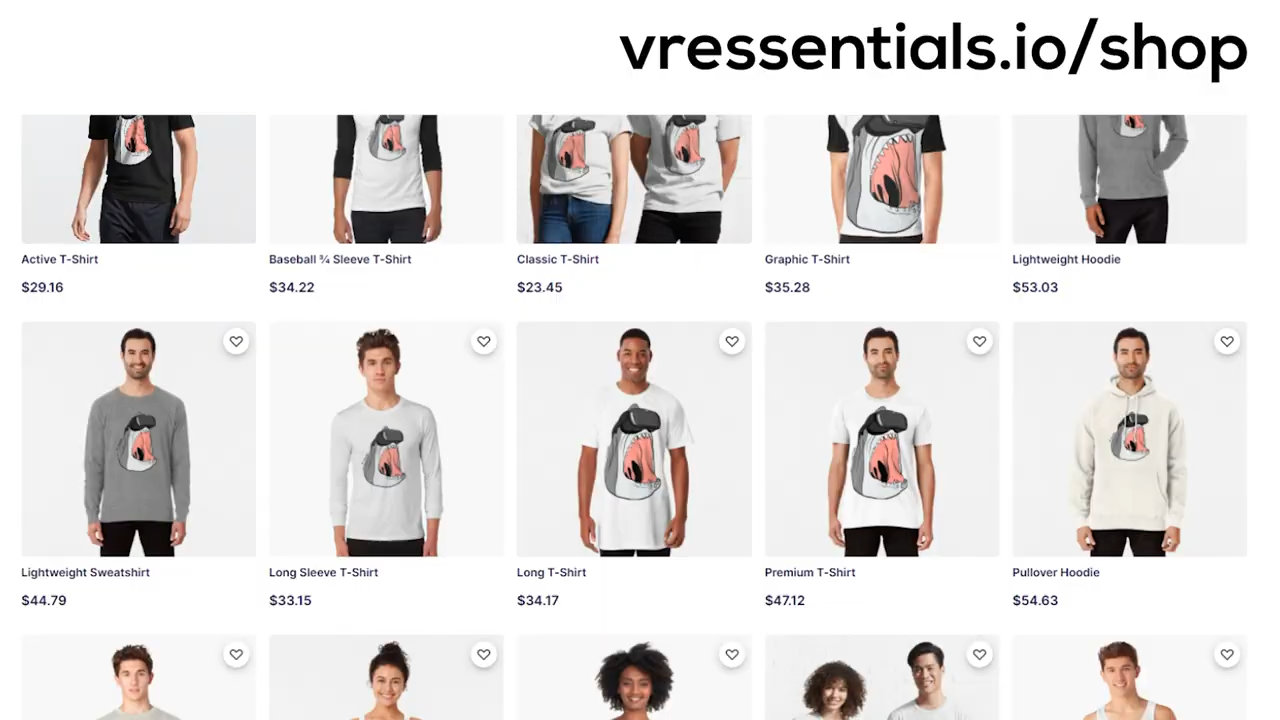 vressentials.io/shop
Active T-Shirt
$29.16
Baseball ¾ Sleeve T-Shirt
$34.22
Classic T-Shirt
$23.45
Graphic T-Shirt
$35.28
Lightweight Hoodie
$53.03
Lightweight Sweatshirt
$44.79
Long Sleeve T-Shirt
$33.15
Long T-Shirt
$34.17
Premium T-Shirt
$47.12
Pullover Hoodie
$54.63